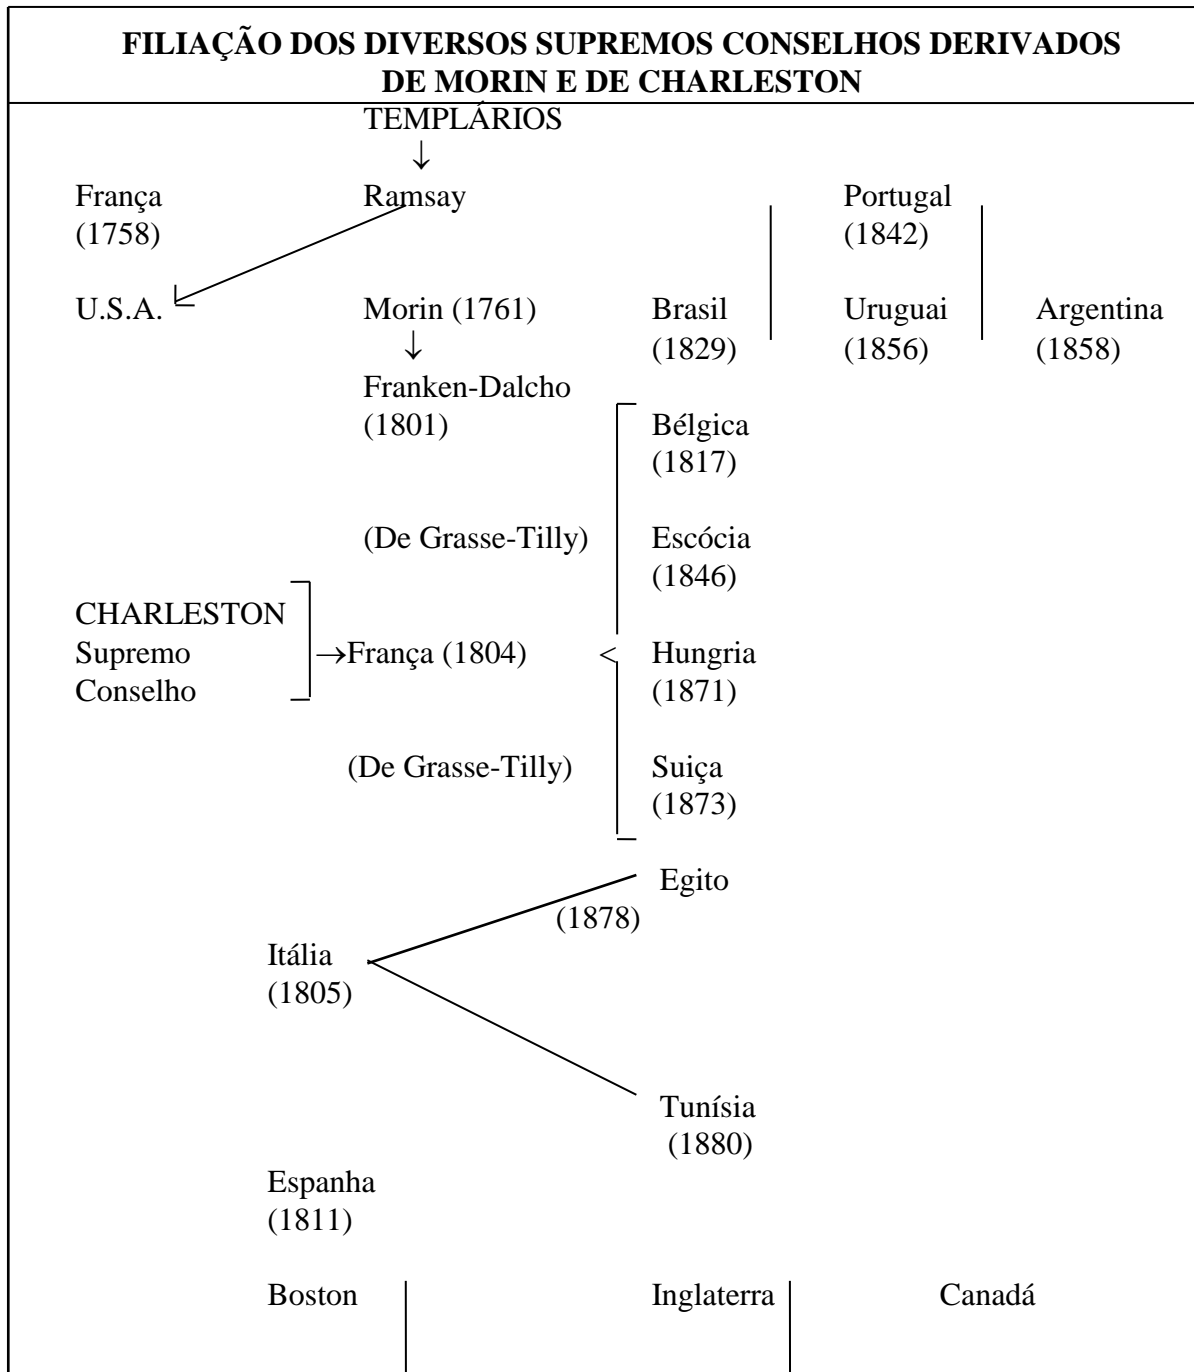 FILIAÇÃO DOS DIVERSOS SUPREMOS CONSELHOS DERIVADOS
DE MORIN E DE CHARLESTON
TEMPLÁRIOS
↓
França Ramsay Portugal
(1758) (1842)
U.S.A. Morin (1761) Brasil Uruguai Argentina
↓ (1829) (1856) (1858)
Franken-Dalcho
(1801) Bélgica
(1817)
(De Grasse-Tilly) Escócia
(1846)
CHARLESTON
Supremo →França (1804) < Hungria
Conselho (1871)
(De Grasse-Tilly) Suiça
(1873)
Egito
(1878)
Itália
(1805)
Tunísia
(1880)
Espanha
(1811)
Boston Inglaterra Canadá